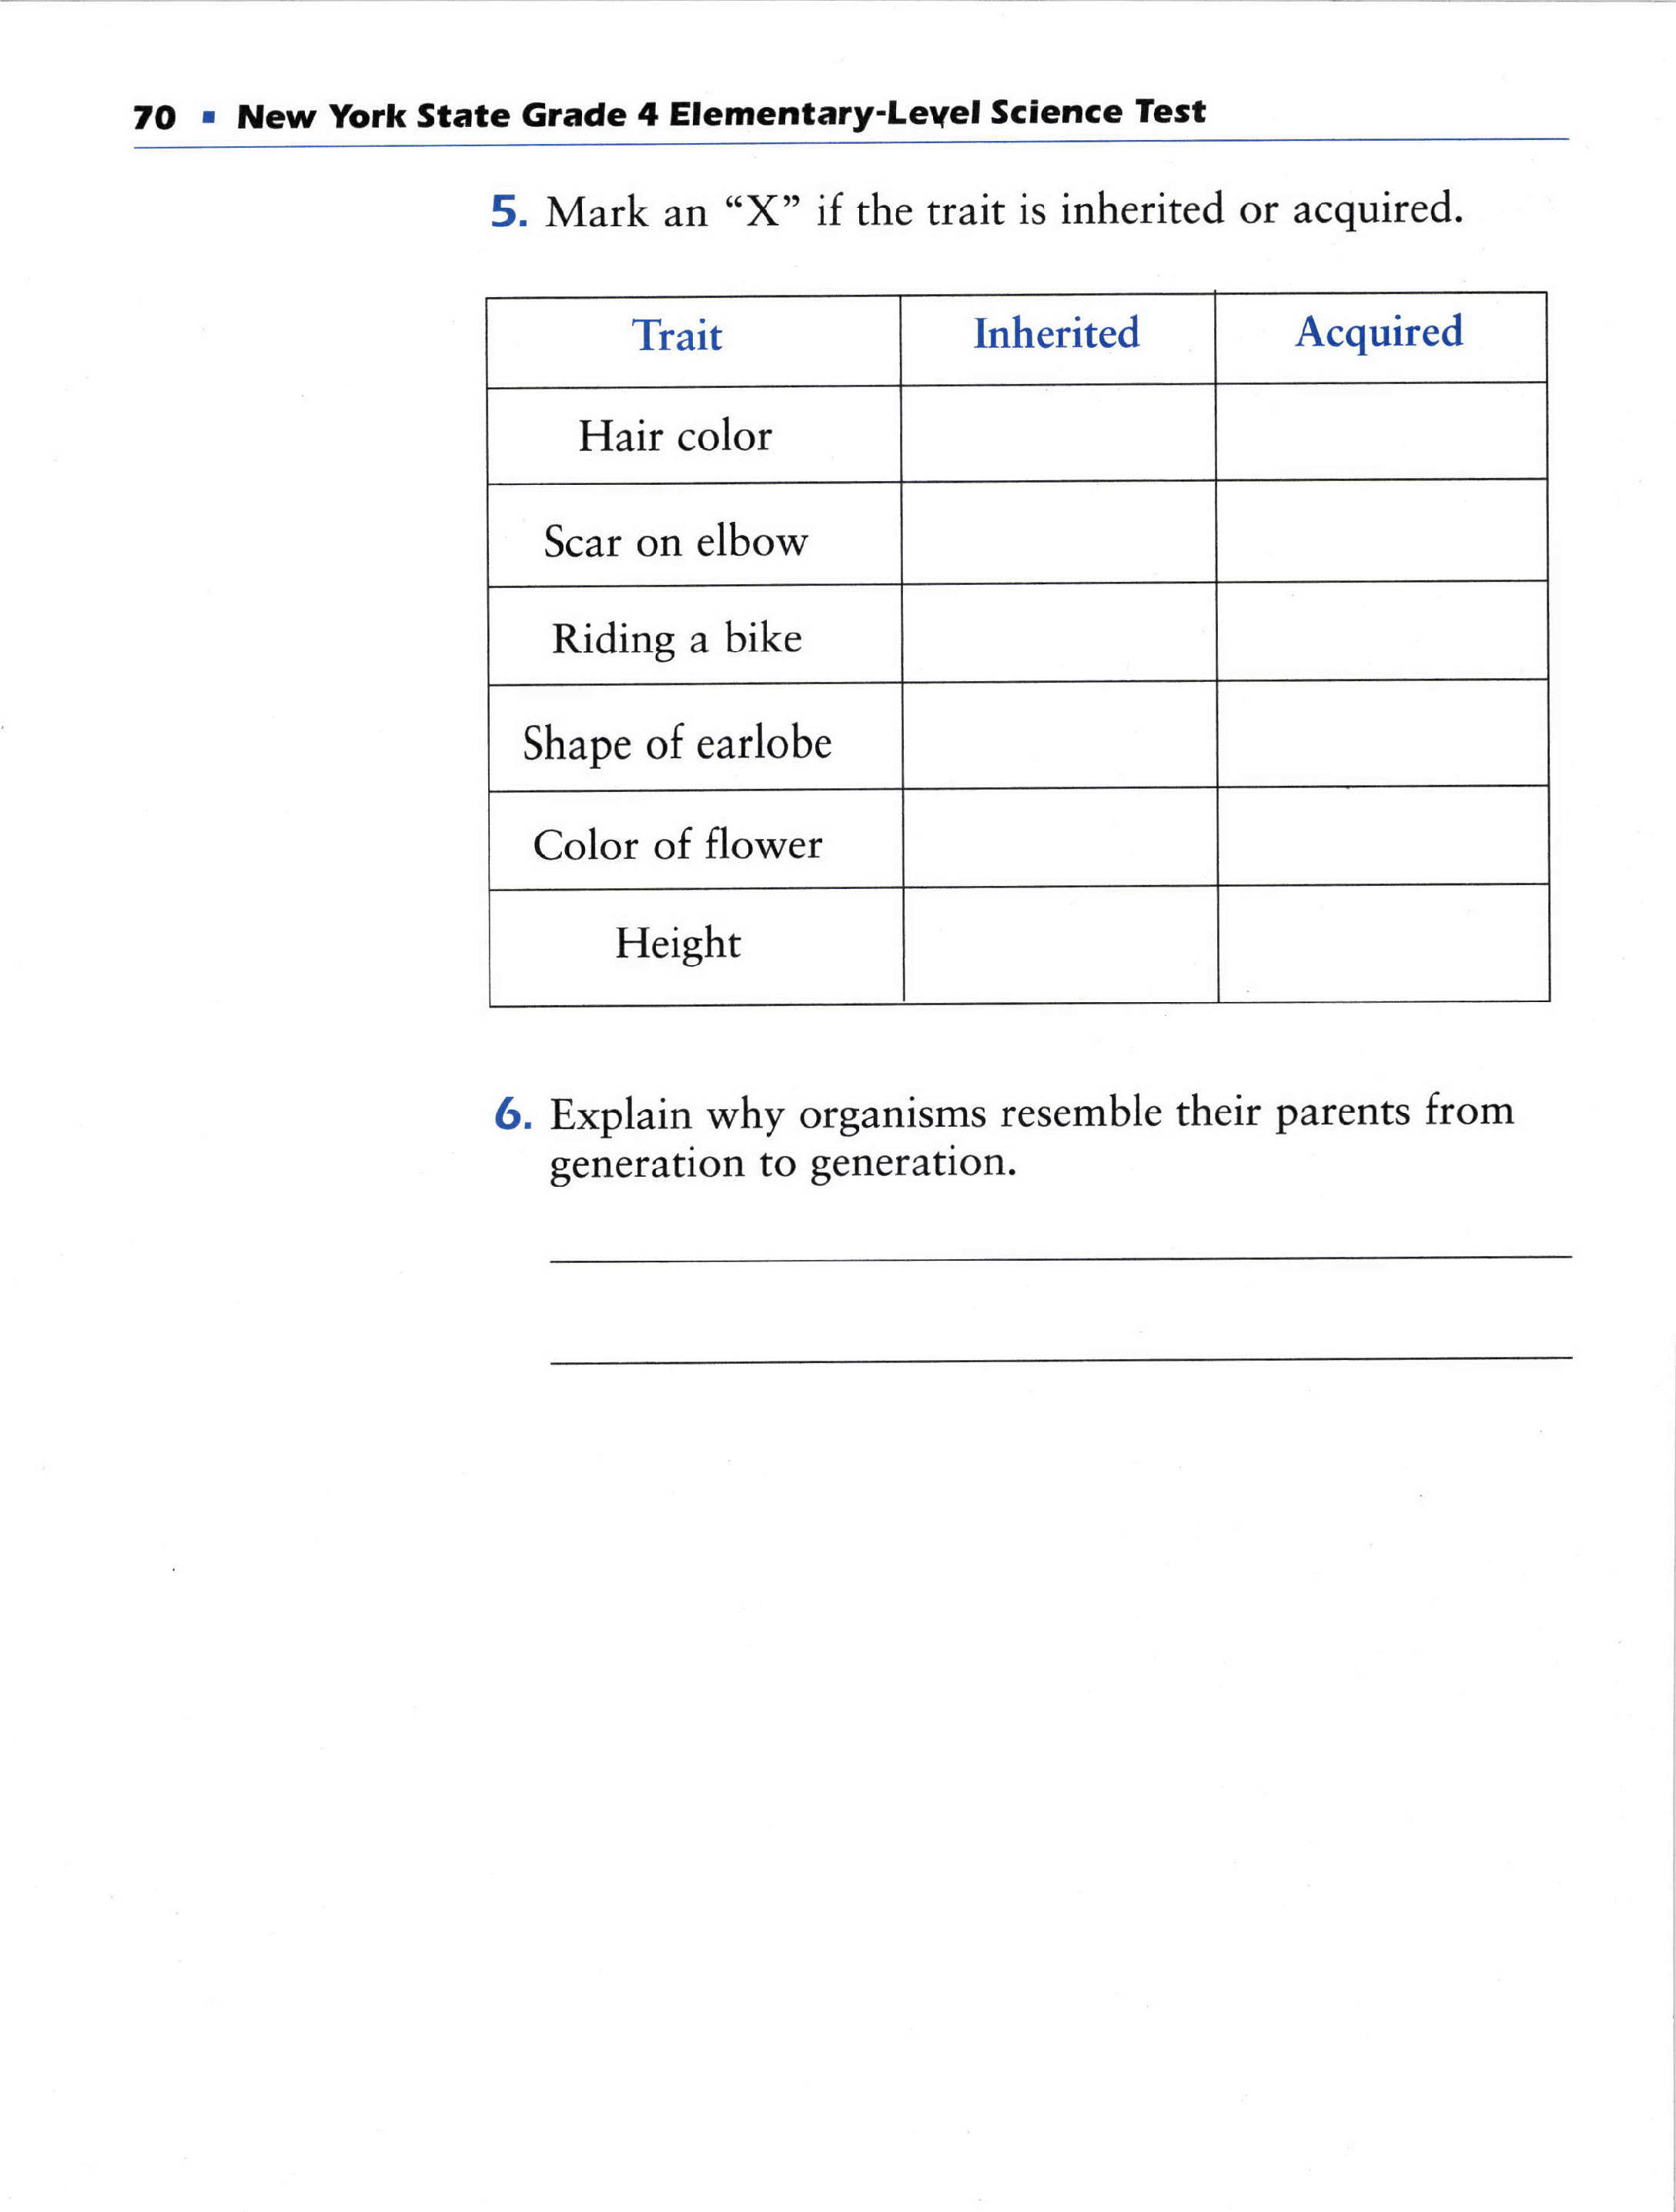 70 ▪ New York State Grade 4 Elementary-Level Science Test
5. Mark an “X” if the trait is inherited or acquired.
Trait Inherited Acquired
Hair color
Scar on elbow
Riding a bike
Shape of earlobe
Color of flower
Height
6. Explain why organisms resemble their parents from
generation to generation.